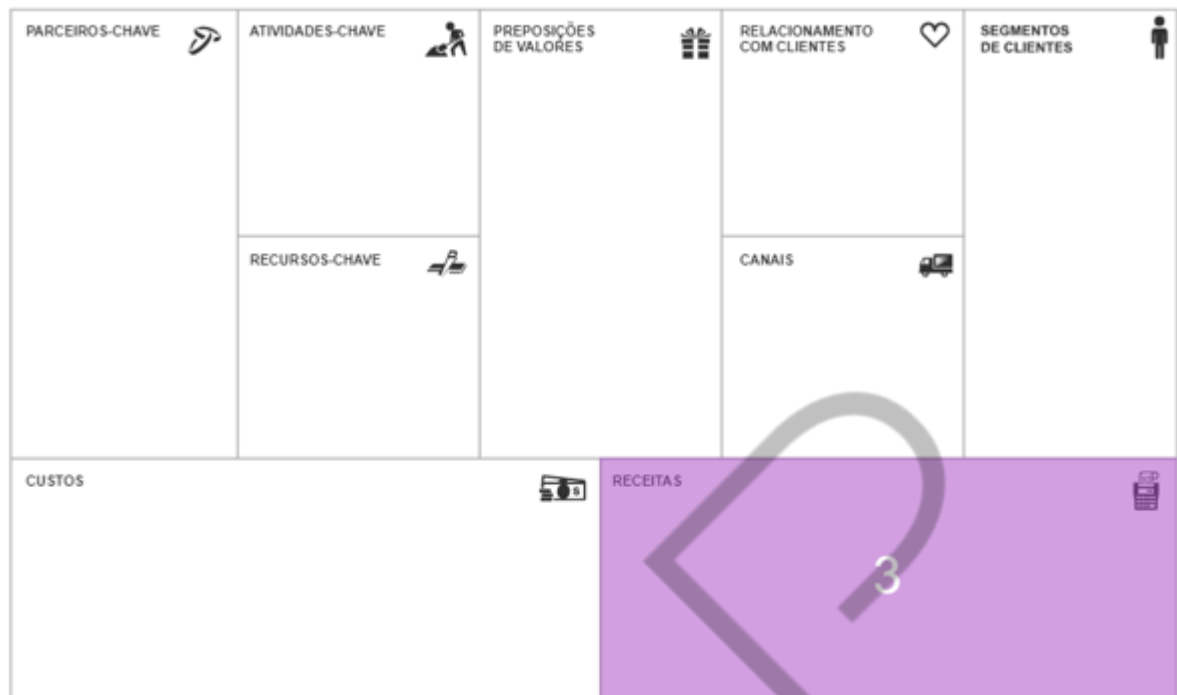 PARCEIROS-CHAVE
ATIVIDADES-CHAVE
PREPOSIÇÕES
DE VALORES
RELACIONAMENTO
COM CLIENTES
SEGMENTOS
DE CLIENTES
RECURSOS-CHAVE
CANAIS
CUSTOS
$
RECEITAS
3